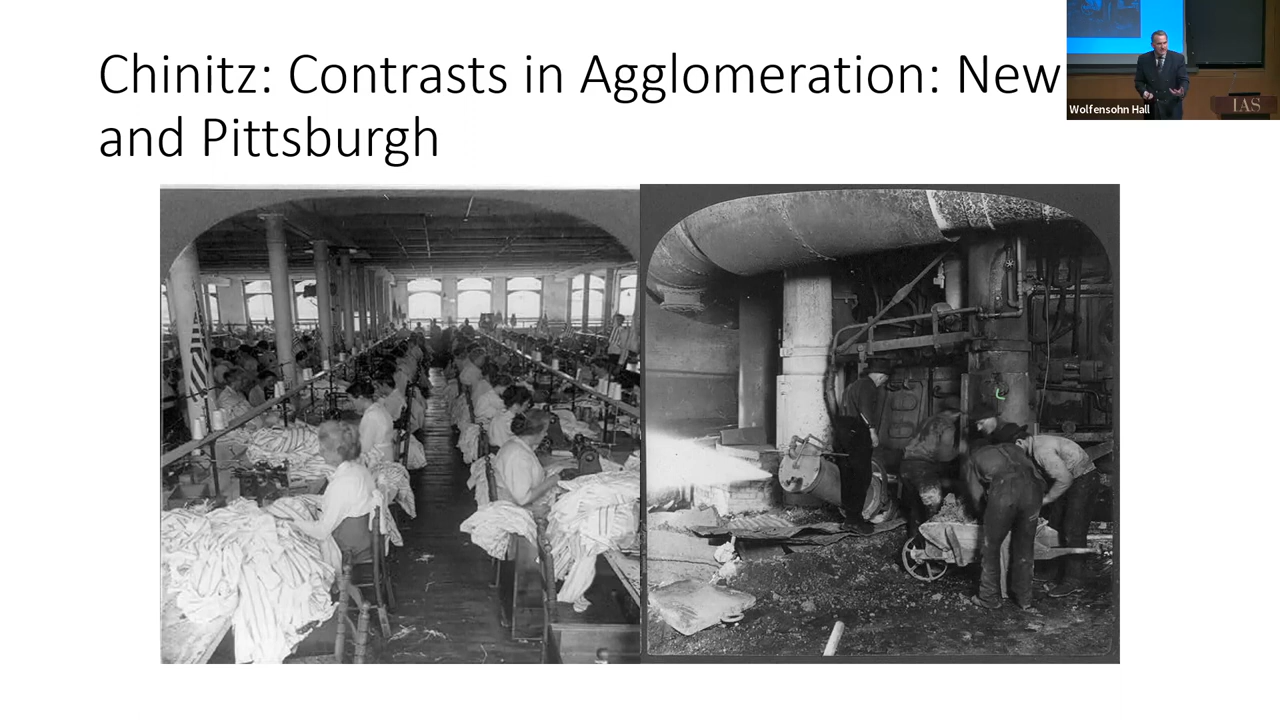 Chinitz: Contrasts in Agglomeration: New
and Pittsburgh
Wolfensohn Hall
IAS